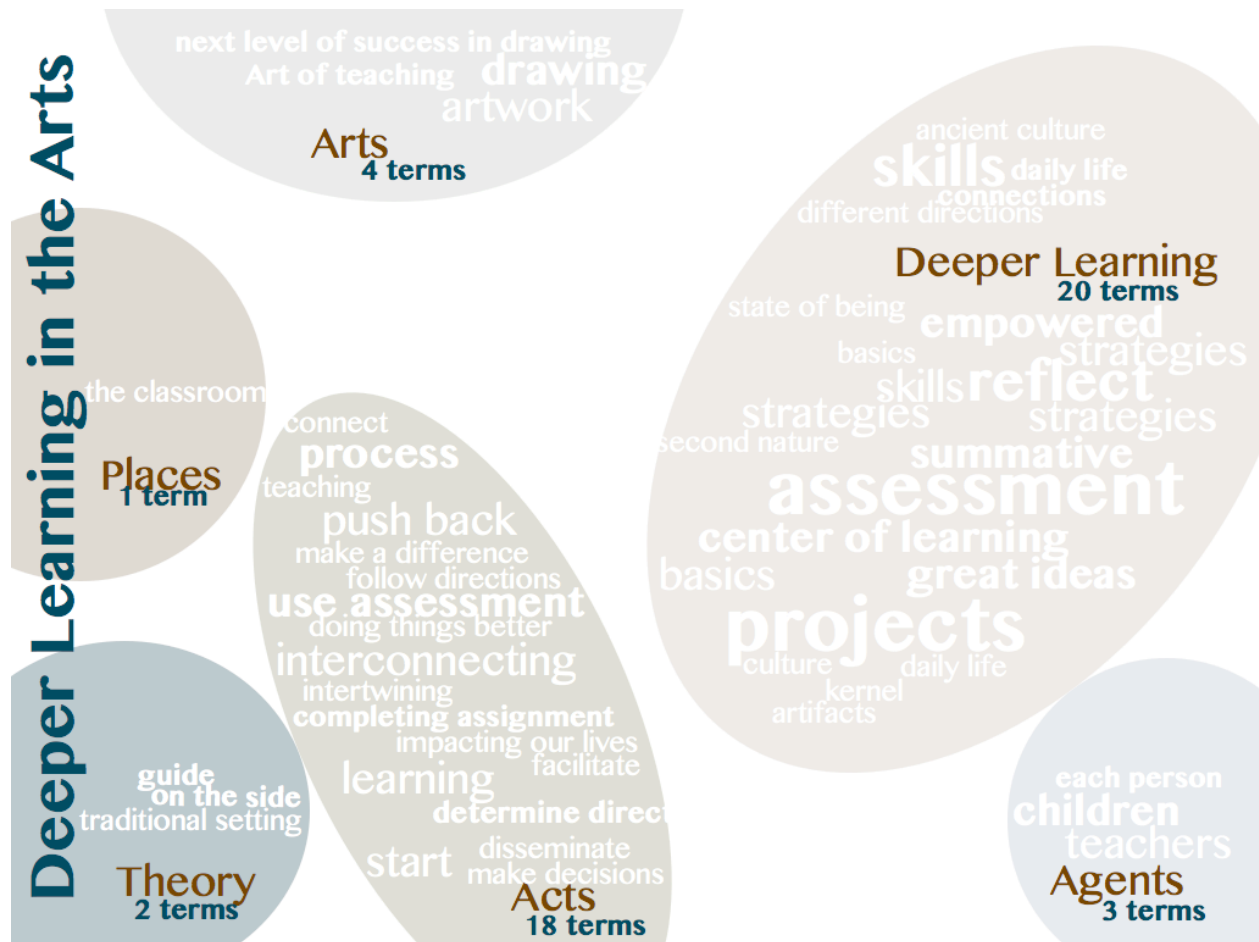 Deeper Learning in the Arts
next level of success in drawing
Art of teaching drawing
artwork
Arts
4 terms
the classroom
Places
1 term
guide
on the side
traditional setting
Theory
2 terms
connect
process
teaching
push back
make a difference
follow directions
use assessment
doing things better
interconnecting
intertwining
completing assignment
impacting our lives
facilitate
learning
determine direct
disseminate
start
make decisions
Acts
18 terms
ancient culture
skills daily life
connections
different directions
Deeper Learning
20 terms
state of being
empowered
basics strategies
skills reflect
strategies strategies
second nature
summative
assessment
center of learning
basics great ideas
projects
culture daily life
kernel
artifacts
each person
children
teachers
Agents
3 terms